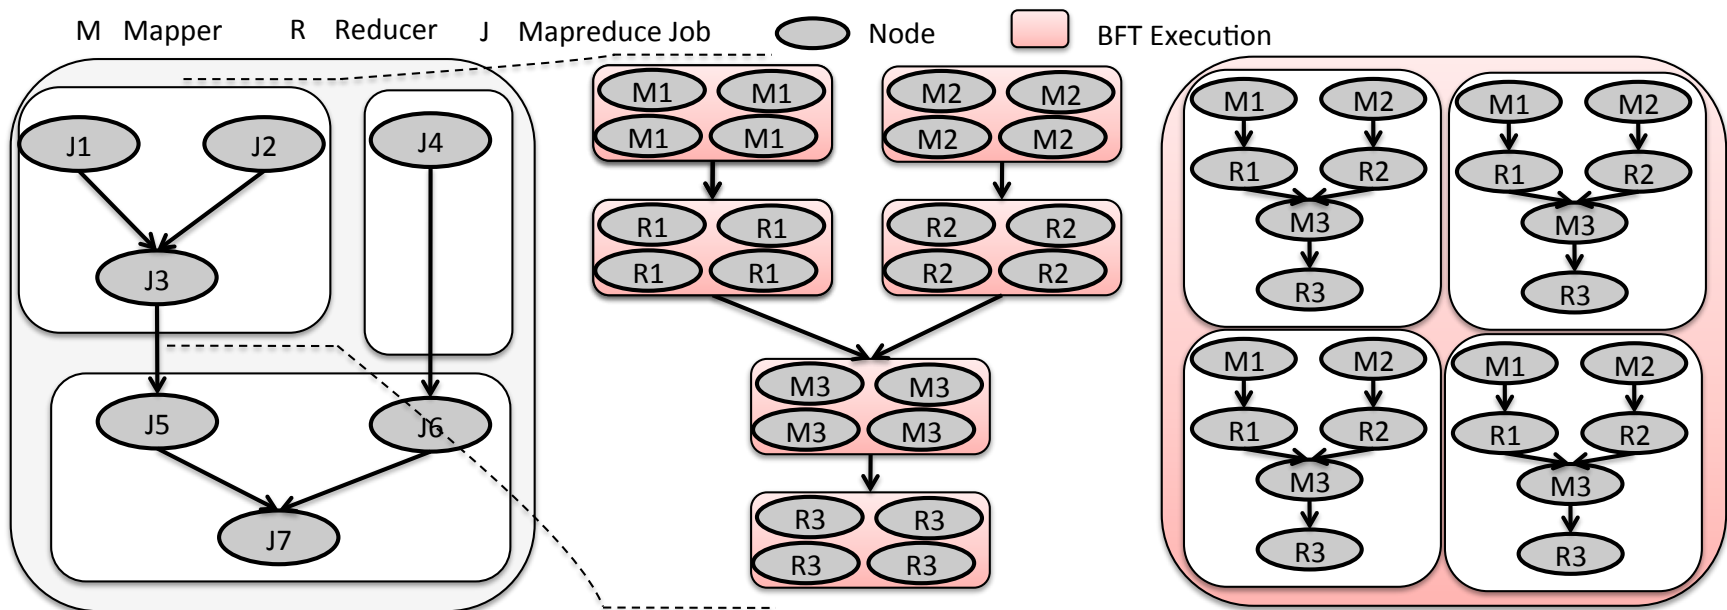 M Mapper R Reducer J Mapreduce Job Node BFT Execution
J1 J2 J4
J3
J5 J6
J7
M1 M1 M2 M2
M1 M1 M2 M2
R1 R1 R2 R2
R1 R1 R2 R2
M3 M3
M3 M3
R3 R3
R3 R3
M1 M2 M1 M2
R1 R2 R1 R2
M3 M3
R3 R3
M1 M2 M1 M2
R1 R2 R1 R2
M3 M3
R3 R3